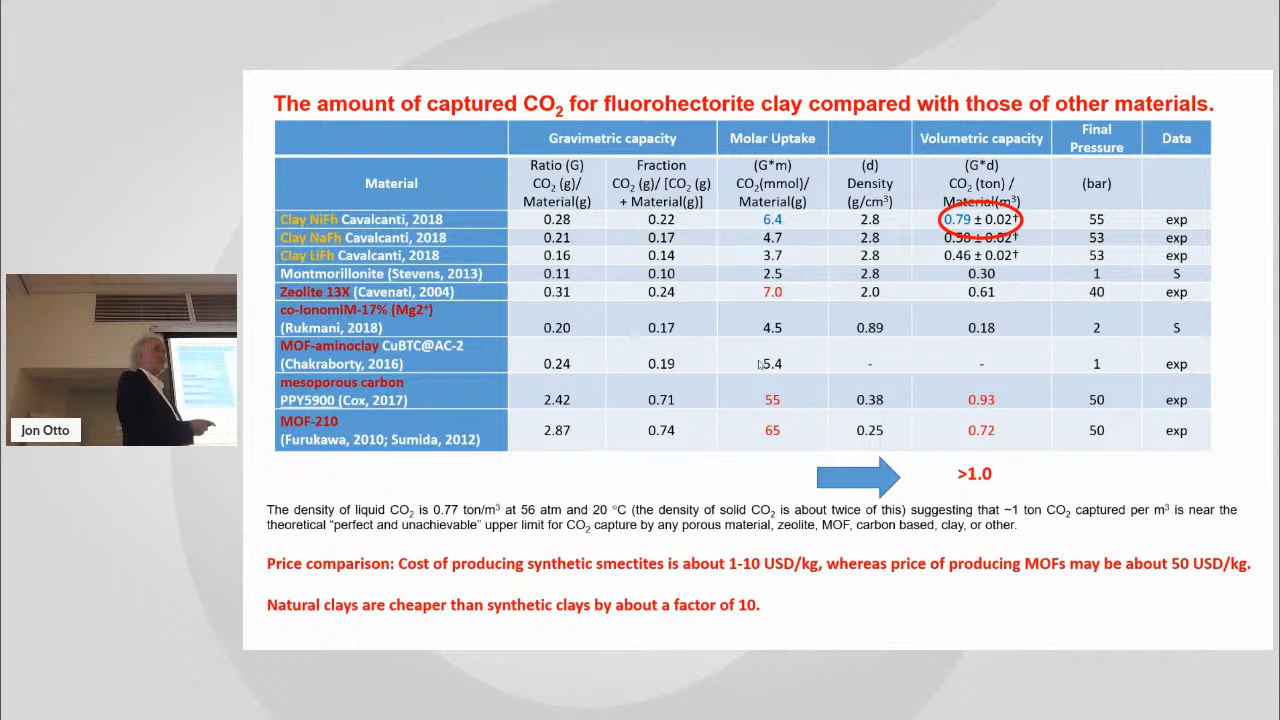 The amount of captured CO2 for fluorohectorite clay compared with those of other materials.
Gravimetric capacity Molar Uptake Volumetric capacity Final Pressure Data
Material Ratio (G) CO2 (g)/ Material(g) Fraction CO2 (g)/ [CO2 (g) + Material(g)] (G*m) CO2(mmol)/ Material(g) (d) Density (g/cm3) (G*d) CO2 (ton) / Material(m3) (bar)
Clay NiFh Cavalcanti, 2018 0.28 0.22 6.4 2.8 0.79 ± 0.02† 55 exp
Clay NaFh Cavalcanti, 2018 0.21 0.17 4.7 2.8 0.58 ± 0.02† 53 exp
Clay LiFh Cavalcanti, 2018 0.16 0.14 3.7 2.8 0.46 ± 0.02† 53 exp
Montmorillonite (Stevens, 2013) 0.11 0.10 2.5 2.8 0.30 1 S
Zeolite 13X (Cavenati, 2004) 0.31 0.24 7.0 2.0 0.61 40 exp
co-IonomIM-17% (Mg2+)
(Rukmani, 2018) 0.20 0.17 4.5 0.89 0.18 2 S
MOF-aminoclay CuBTC@AC-2
(Chakraborty, 2016) 0.24 0.19 5.4 - - 1 exp
mesoporous carbon
PPY5900 (Cox, 2017) 2.42 0.71 55 0.38 0.93 50 exp
MOF-210
(Furukawa, 2010; Sumida, 2012) 2.87 0.74 65 0.25 0.72 50 exp
>1.0
Jon Otto
The density of liquid CO2 is 0.77 ton/m3 at 56 atm and 20 °C (the density of solid CO2 is about twice of this) suggesting that ~1 ton CO2 captured per m3 is near the
theoretical “perfect and unachievable” upper limit for CO2 capture by any porous material, zeolite, MOF, carbon based, clay, or other.
Price comparison: Cost of producing synthetic smectites is about 1-10 USD/kg, whereas price of producing MOFs may be about 50 USD/kg.
Natural clays are cheaper than synthetic clays by about a factor of 10.